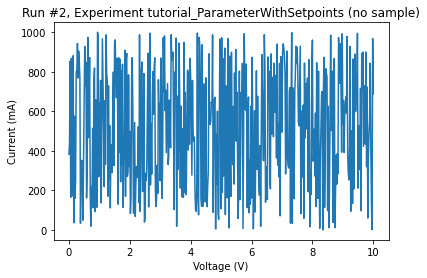 Run #2, Experiment tutorial_ParameterWithSetpoints (no sample)
1000
800
600
400
200
0
Current (mA)
0 2 4 6 8 10
Voltage (V)